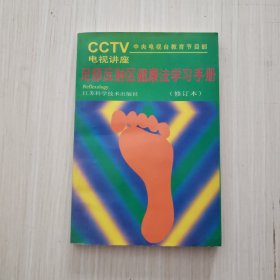 CCTV 中央电视台教育节目部
电视讲座
足部反射区健康法学习手册
Reflexology
江苏科学技术出版社 (修订本)